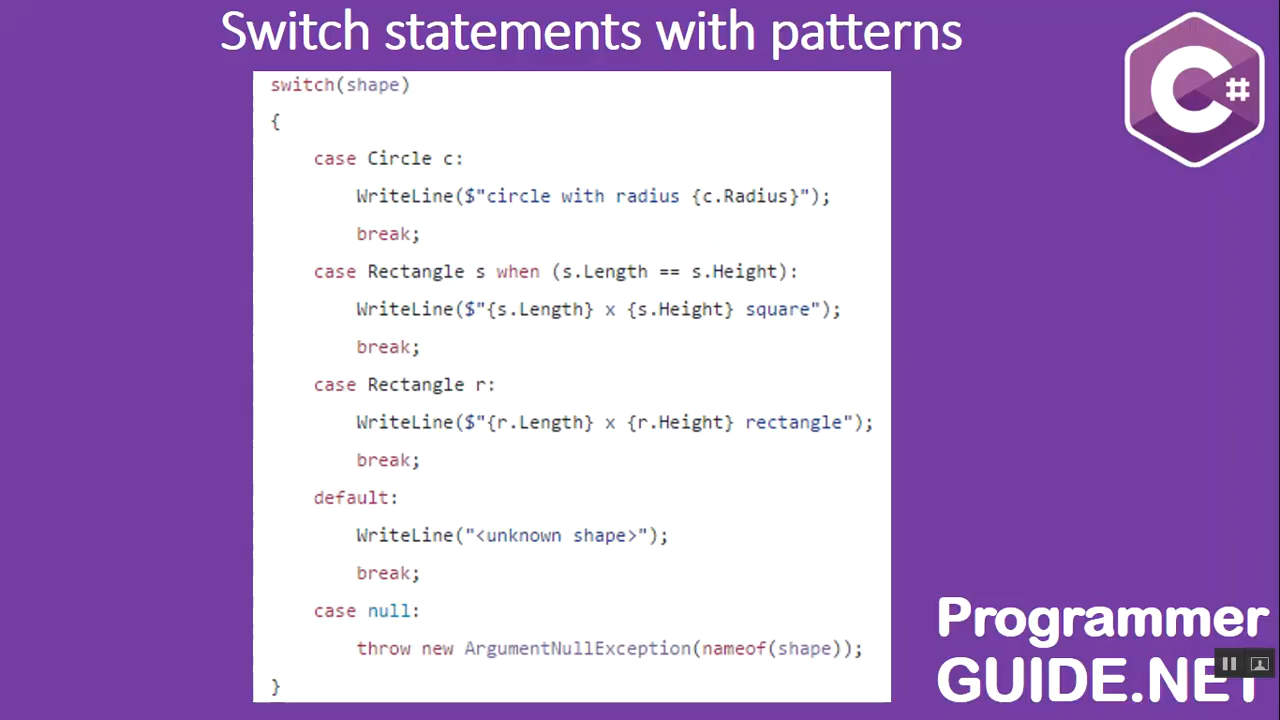 Switch statements with patterns
C#
switch(shape)
{
    case Circle c:
        WriteLine($"circle with radius {c.Radius}");
        break;
    case Rectangle s when (s.Length == s.Height):
        WriteLine($"{s.Length} x {s.Height} square");
        break;
    case Rectangle r:
        WriteLine($"{r.Length} x {r.Height} rectangle");
        break;
    default:
        WriteLine("<unknown shape>");
        break;
    case null:
        throw new ArgumentNullException(nameof(shape));
}
Programmer
GUIDE.NET